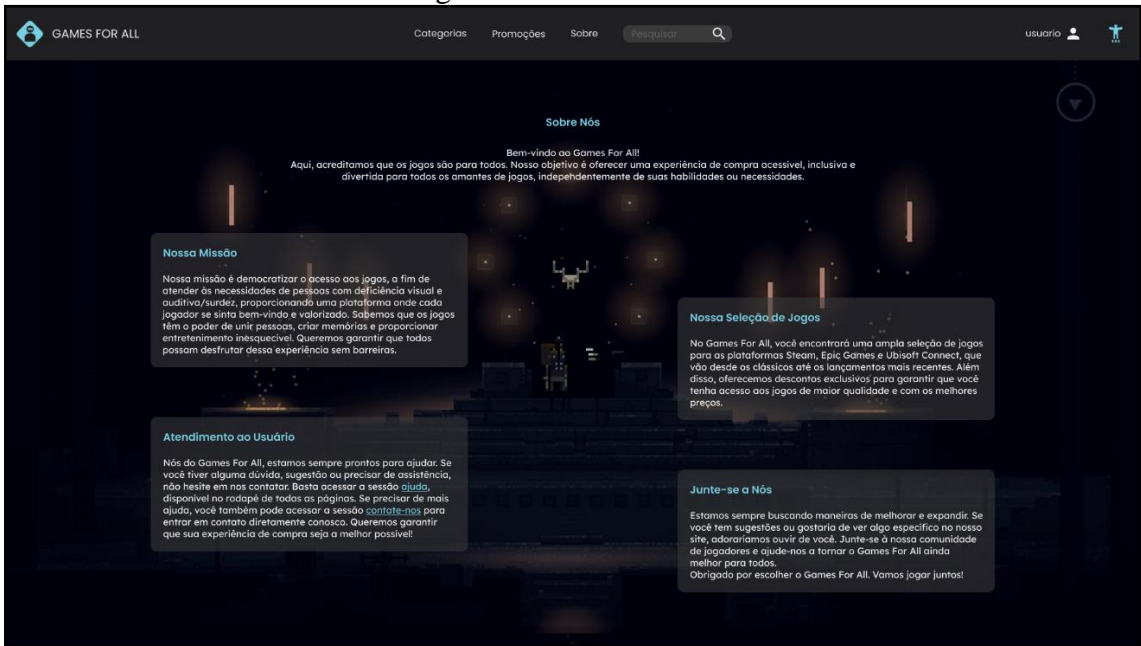 GAMES FOR ALL
Categorias
Promoções
Sobre
Pesquisar
usuario
Sobre Nós
Bem-vindo ao Games For All!
Aqui, acreditamos que os jogos são para todos. Nosso objetivo é oferecer uma experiência de compra acessível, inclusiva e
divertida para todos os amantes de jogos, independentemente de suas habilidades ou necessidades.
Nossa Missão
Nossa missão é democratizar o acesso aos jogos, a fim de
atender às necessidades de pessoas com deficiência visual e
auditiva/surdez, proporcionando uma plataforma onde cada
jogador se sinta bem-vindo e valorizado. Sabemos que os jogos
têm o poder de unir pessoas, criar memórias e proporcionar
entretenimento inesquecível. Queremos garantir que todos
possam desfrutar dessa experiência sem barreiras.
Nossa Seleção de Jogos
No Games For All, você encontrará uma ampla seleção de jogos
para as plataformas Steam, Epic Games e Ubisoft Connect, que
vão desde os clássicos até os lançamentos mais recentes. Além
disso, oferecemos descontos exclusivos para garantir que você
tenha acesso aos jogos de maior qualidade e com os melhores
preços.
Atendimento ao Usuário
Nós do Games For All, estamos sempre prontos para ajudar. Se
você tiver alguma dúvida, sugestão ou precisar de assistência,
não hesite em nos contatar. Basta acessar a sessão ajuda,
disponível no rodapé de todas as páginas. Se precisar de mais
ajuda, você também pode acessar a sessão contate-nos para
entrar em contato diretamente conosco. Queremos garantir
que sua experiência de compra seja a melhor possível!
Junte-se a Nós
Estamos sempre buscando maneiras de melhorar e expandir. Se
você tem sugestões ou gostaria de ver algo específico no nosso
site, adoraríamos ouvir de você. Junte-se à nossa comunidade
de jogadores e ajude-nos a tornar o Games For All ainda
melhor para todos.
Obrigado por escolher o Games For All. Vamos jogar juntos!